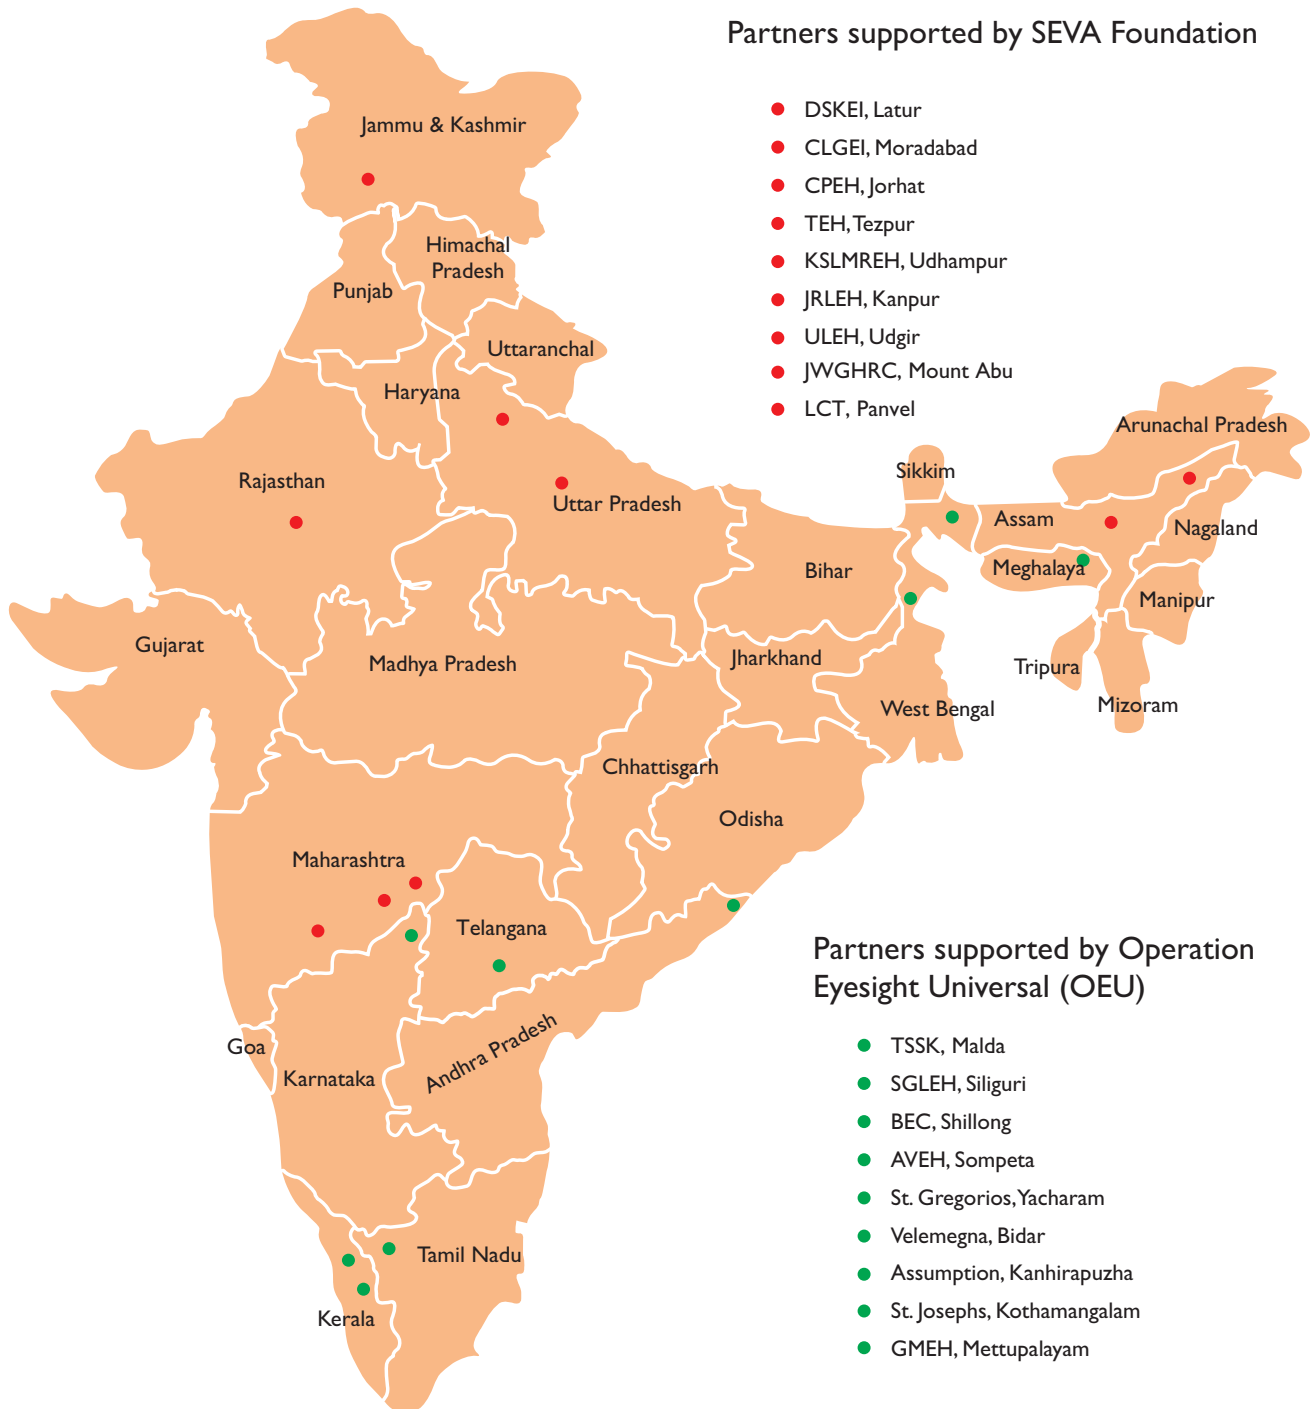 Partners supported by SEVA Foundation
DSKEI, Latur
CLGEI, Moradabad
CPEH, Jorhat
TEH, Tezpur
KSLMREH, Udhampur
JRLEH, Kanpur
ULEH, Udgir
JWGHRC, Mount Abu
LCT, Panvel
Jammu & Kashmir
Himachal
Pradesh
Punjab
Uttaranchal
Haryana
Arunachal Pradesh
Sikkim
Rajasthan
Uttar Pradesh
Assam
Nagaland
Bihar
Meghalaya
Manipur
Gujarat
Madhya Pradesh
Jharkhand
Tripura
West Bengal
Mizoram
Chhattisgarh
Odisha
Maharashtra
Telangana
Goa
Karnataka
Andhra Pradesh
Tamil Nadu
Kerala
Partners supported by Operation
Eyesight Universal (OEU)
TSSK, Malda
SGLEH, Siliguri
BEC, Shillong
AVEH, Sompeta
St. Gregorios, Yacharam
Velemegna, Bidar
Assumption, Kanhirapuzha
St. Josephs, Kothamangalam
GMEH, Mettupalayam